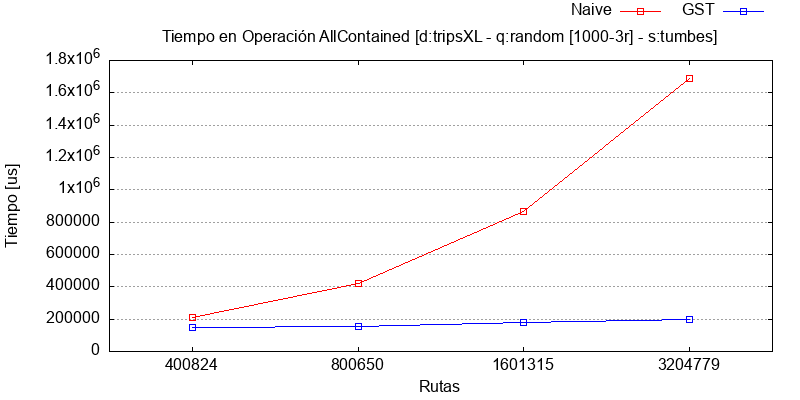 Naive GST
Tiempo en Operación AllContained [d:tripsXL - q:random [1000-3r] - s:tumbes]
1.8x10^6
1.6x10^6
1.4x10^6
1.2x10^6
1x10^6
800000
600000
400000
200000
0
Tiempo [us]
400824 800650 1601315 3204779
Rutas